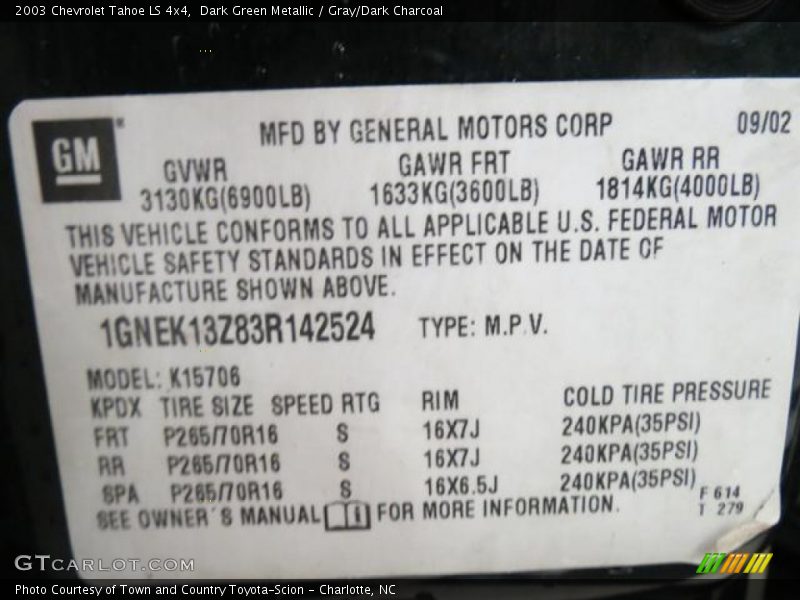 2003 Chevrolet Tahoe LS 4x4,  Dark Green Metallic / Gray/Dark Charcoal
GM
MFD BY GENERAL MOTORS CORP 09/02
GVWR GAWR FRT GAWR RR
3130KG(6900LB) 1633KG(3600LB) 1814KG(4000LB)
THIS VEHICLE CONFORMS TO ALL APPLICABLE U.S. FEDERAL MOTOR
VEHICLE SAFETY STANDARDS IN EFFECT ON THE DATE OF
MANUFACTURE SHOWN ABOVE.
1GNEK13Z83R142524 TYPE: M.P.V.
MODEL: K15706
KPDX TIRE SIZE SPEED RTG RIM COLD TIRE PRESSURE
FRT P265/70R16 S 16X7J 240KPA(35PSI)
RR P265/70R16 S 16X7J 240KPA(35PSI)
SPA P265/70R16 S 16X6.5J 240KPA(35PSI)
SEE OWNER'S MANUAL FOR MORE INFORMATION.
F 614
T 279
GTcarlot.com
Photo Courtesy of Town and Country Toyota-Scion – Charlotte, NC